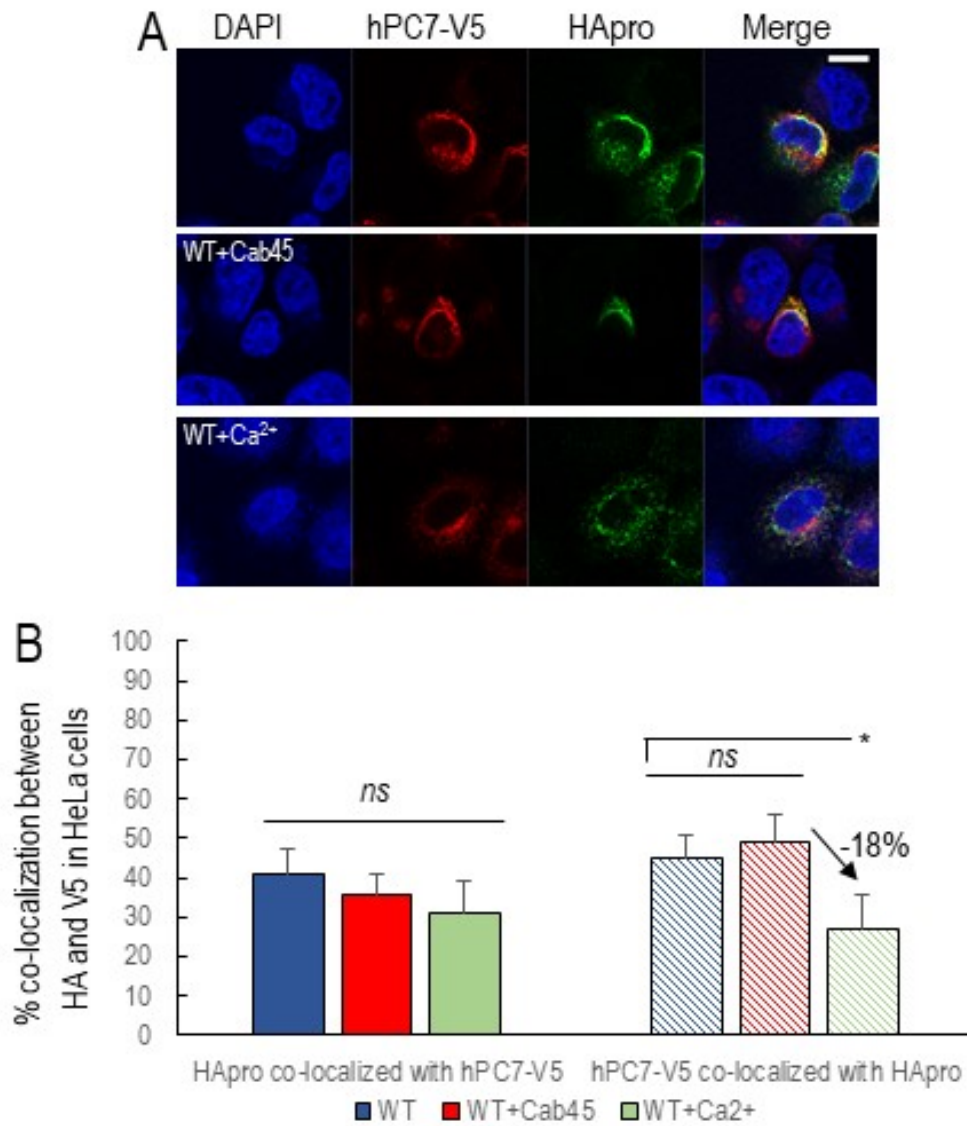 A
DAPI hPC7-V5 HApro Merge
WT+Cab45
WT+Ca²⁺
B
% co-localization between
HA and V5 in HeLa cells
100
90
80
70
60
50
40
30
20
10
0
ns
ns
*
-18%
HApro co-localized with hPC7-V5 hPC7-V5 co-localized with HApro
WT WT+Cab45 WT+Ca2+